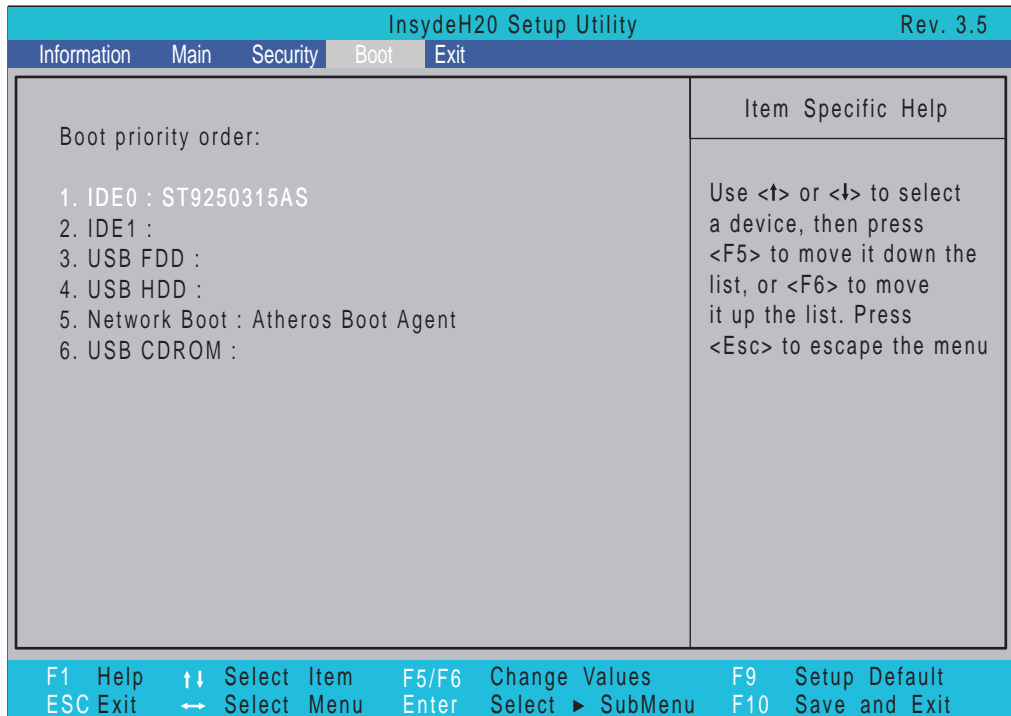 InsydeH20 Setup Utility Rev. 3.5
Information Main Security Boot Exit
Boot priority order:
1. IDE0 : ST9250315AS
2. IDE1 :
3. USB FDD :
4. USB HDD :
5. Network Boot : Atheros Boot Agent
6. USB CDROM :
Item Specific Help
Use <↑> or <↓> to select
a device, then press
<F5> to move it down the
list, or <F6> to move
it up the list. Press
<Esc> to escape the menu
F1 Help ↑↓ Select Item F5/F6 Change Values F9 Setup Default
ESC Exit ↔ Select Menu Enter Select ► SubMenu F10 Save and Exit